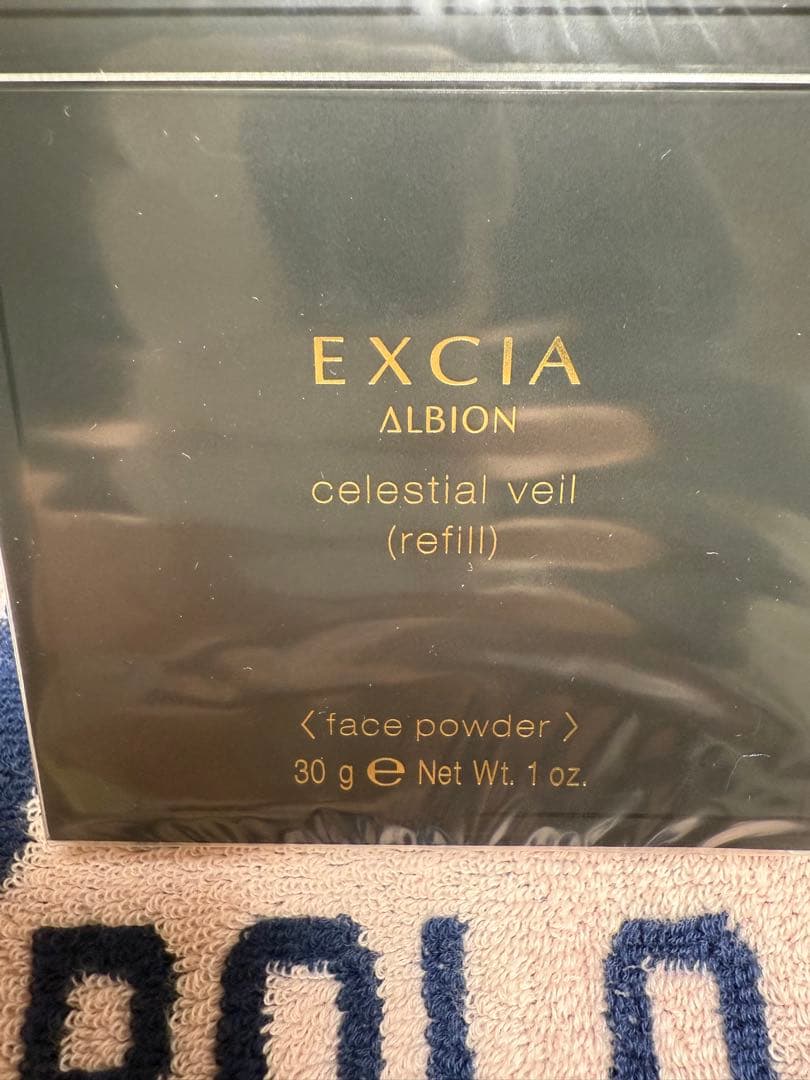 EXCIA
ALBION
celestial veil
(refill)
〈face powder〉
30 g ℮ Net Wt. 1 oz.